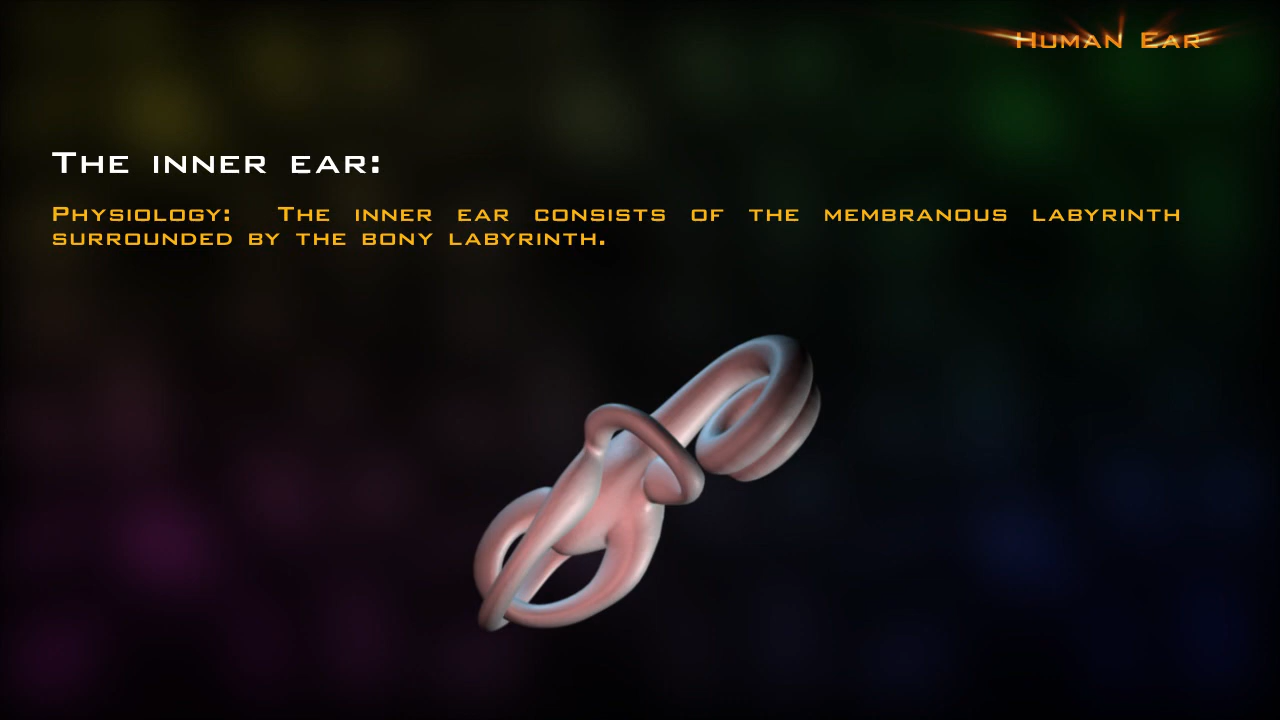 Human Ear
The inner ear:
Physiology: The inner ear consists of the membranous labyrinth
surrounded by the bony labyrinth.